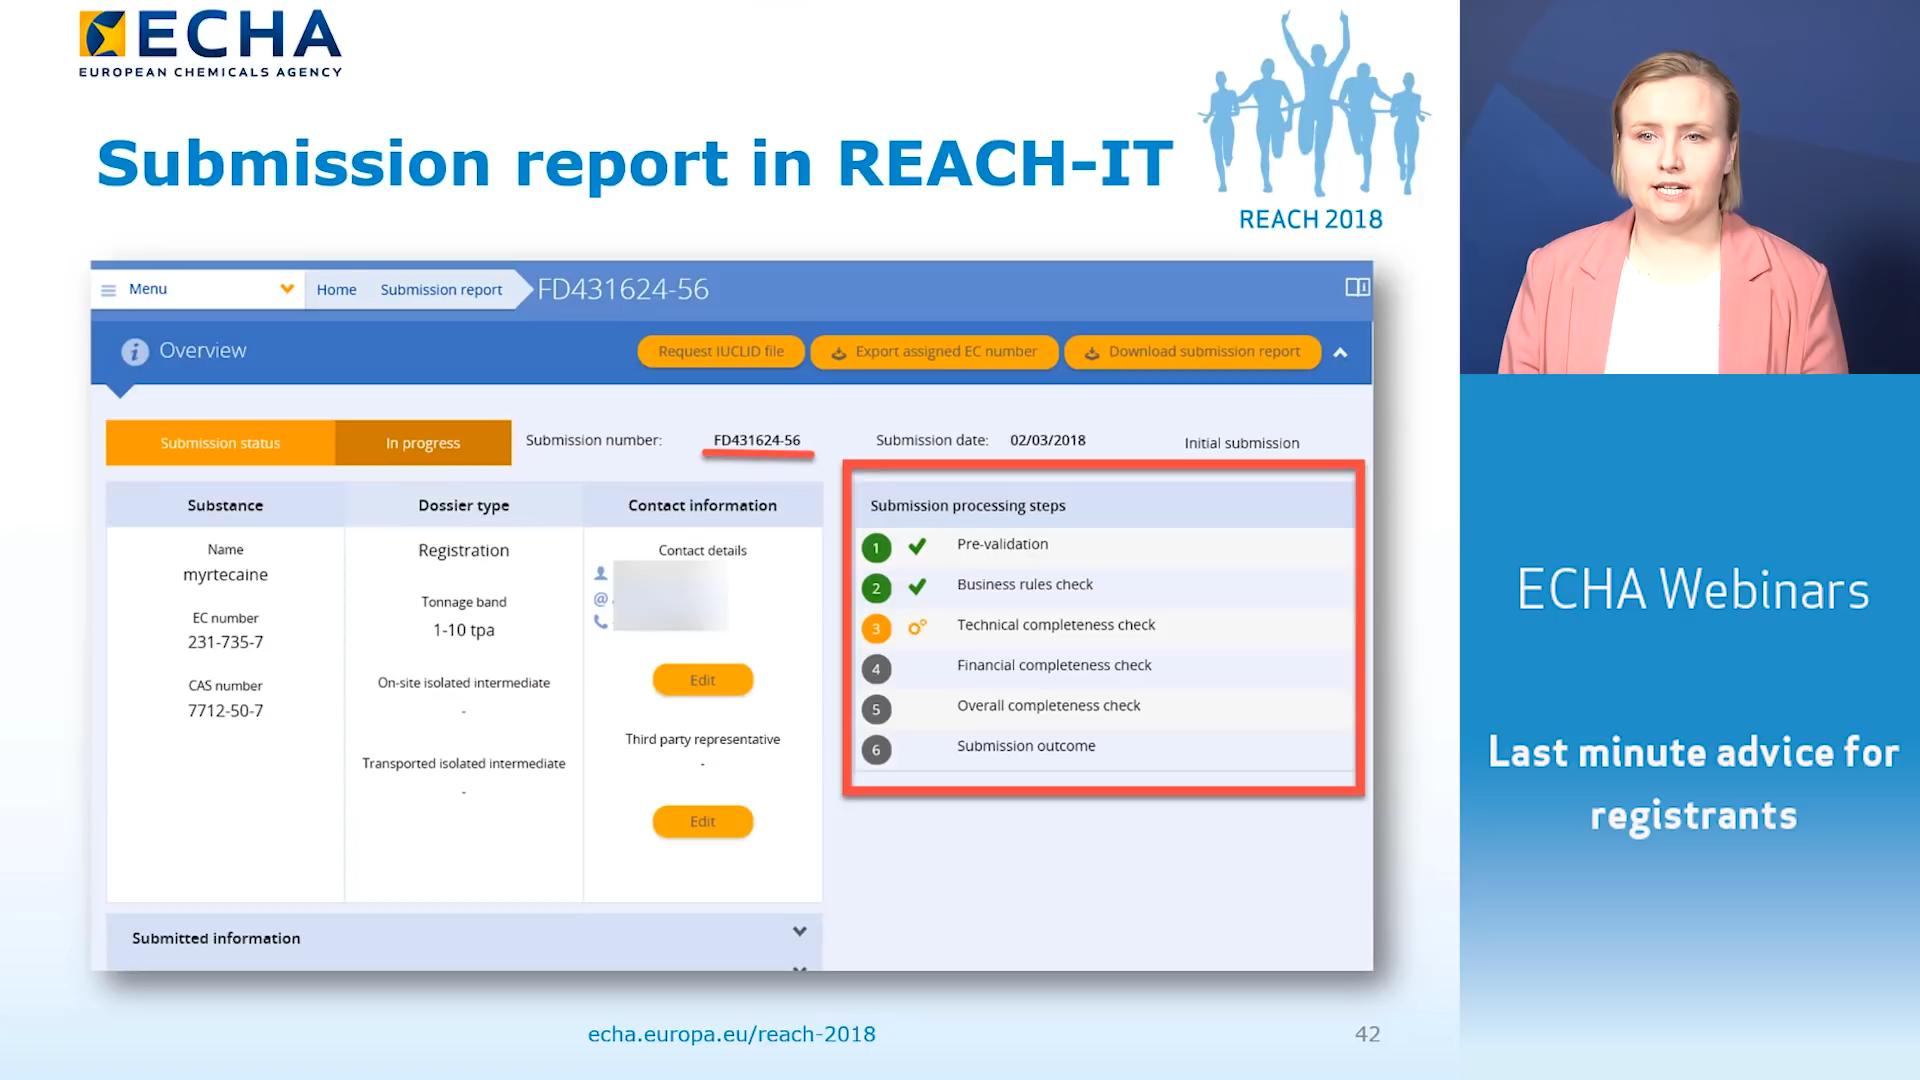 ECHA
EUROPEAN CHEMICALS AGENCY
Submission report in REACH-IT
REACH 2018
Menu
Home
Submission report
FD431624-56
Overview
Request IUCLID file
Export assigned EC number
Download submission report
Submission status
In progress
Submission number:
FD431624-56
Submission date:
02/03/2018
Initial submission
Substance
Name
myrtecaine
EC number
231-735-7
CAS number
7712-50-7
Dossier type
Registration
Tonnage band
1-10 tpa
On-site isolated intermediate
-
Transported isolated intermediate
-
Contact information
Contact details
@
Edit
Third party representative
-
Edit
Submission processing steps
1 Pre-validation
2 Business rules check
3 Technical completeness check
4 Financial completeness check
5 Overall completeness check
6 Submission outcome
Submitted information
echa.europa.eu/reach-2018
42
ECHA Webinars
Last minute advice for
registrants